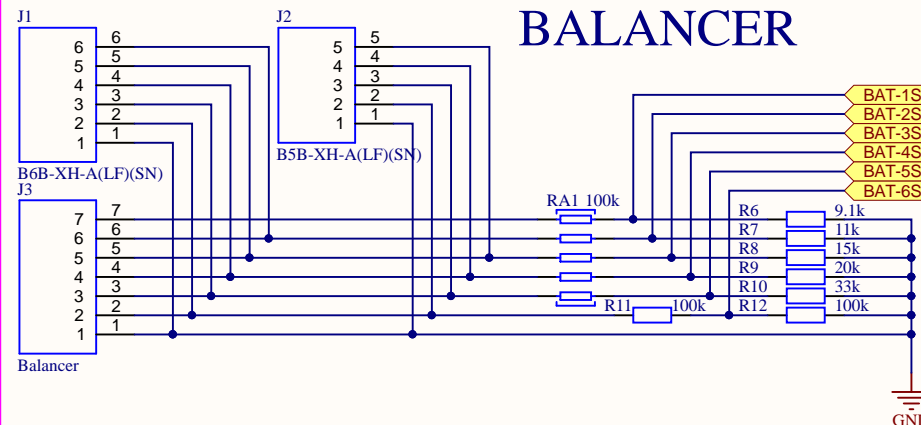 BALANCER
J1
6 6
5 5
4 4
3 3
2 2
1 1
B6B-XH-A(LF)(SN)
J2
5 5
4 4
3 3
2 2
1 1
B5B-XH-A(LF)(SN)
J3
7 7
6 6
5 5
4 4
3 3
2 2
1 1
Balancer
BAT-1S
BAT-2S
BAT-3S
BAT-4S
BAT-5S
BAT-6S
RA1 100k
R6 9.1k
R7 11k
R8 15k
R9 20k
R10 33k
R11 100k R12 100k
GND